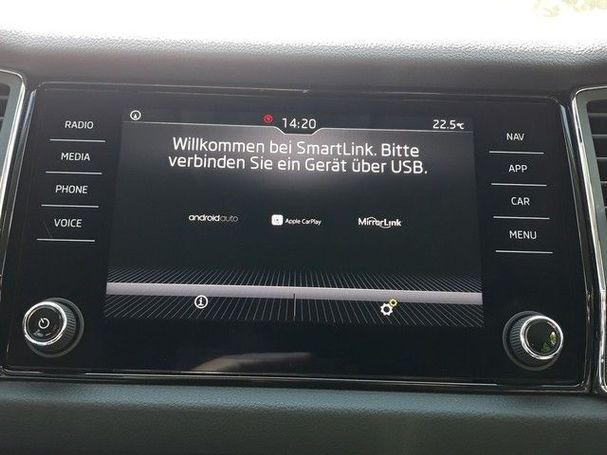 RADIO
MEDIA
PHONE
VOICE
14:20
22.5°C
Willkommen bei SmartLink. Bitte
verbinden Sie ein Gerät über USB.
androidauto
Apple CarPlay
MirrorLink
NAV
APP
CAR
MENU